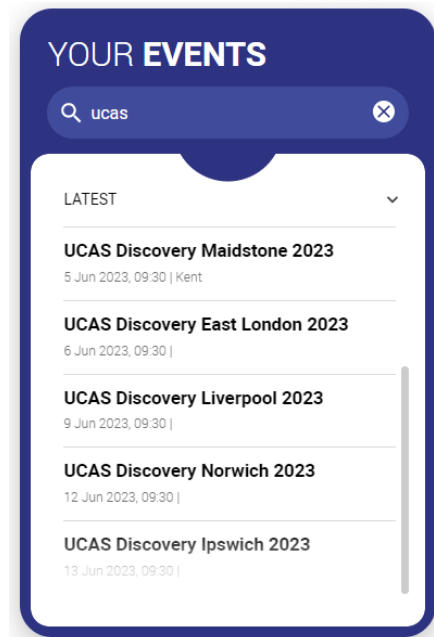 YOUR EVENTS
ucas
LATEST
UCAS Discovery Maidstone 2023
5 Jun 2023, 09:30 | Kent
UCAS Discovery East London 2023
6 Jun 2023, 09:30 |
UCAS Discovery Liverpool 2023
9 Jun 2023, 09:30 |
UCAS Discovery Norwich 2023
12 Jun 2023, 09:30 |
UCAS Discovery Ipswich 2023
13 Jun 2023, 09:30 |